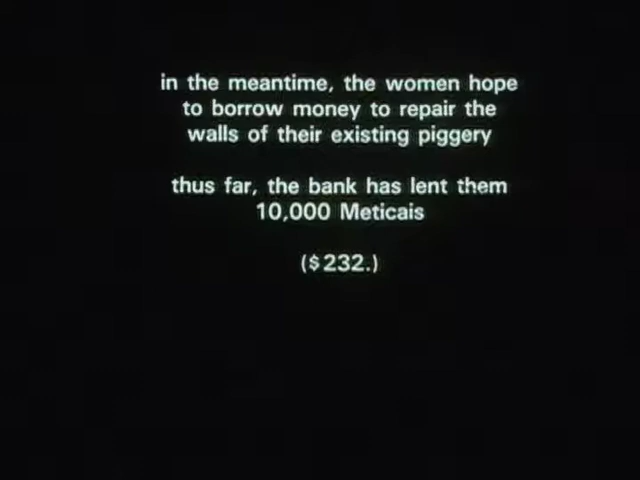 in the meantime, the women hope
to borrow money to repair the
walls of their existing piggery
thus far, the bank has lent them
10,000 Meticais
($232.)